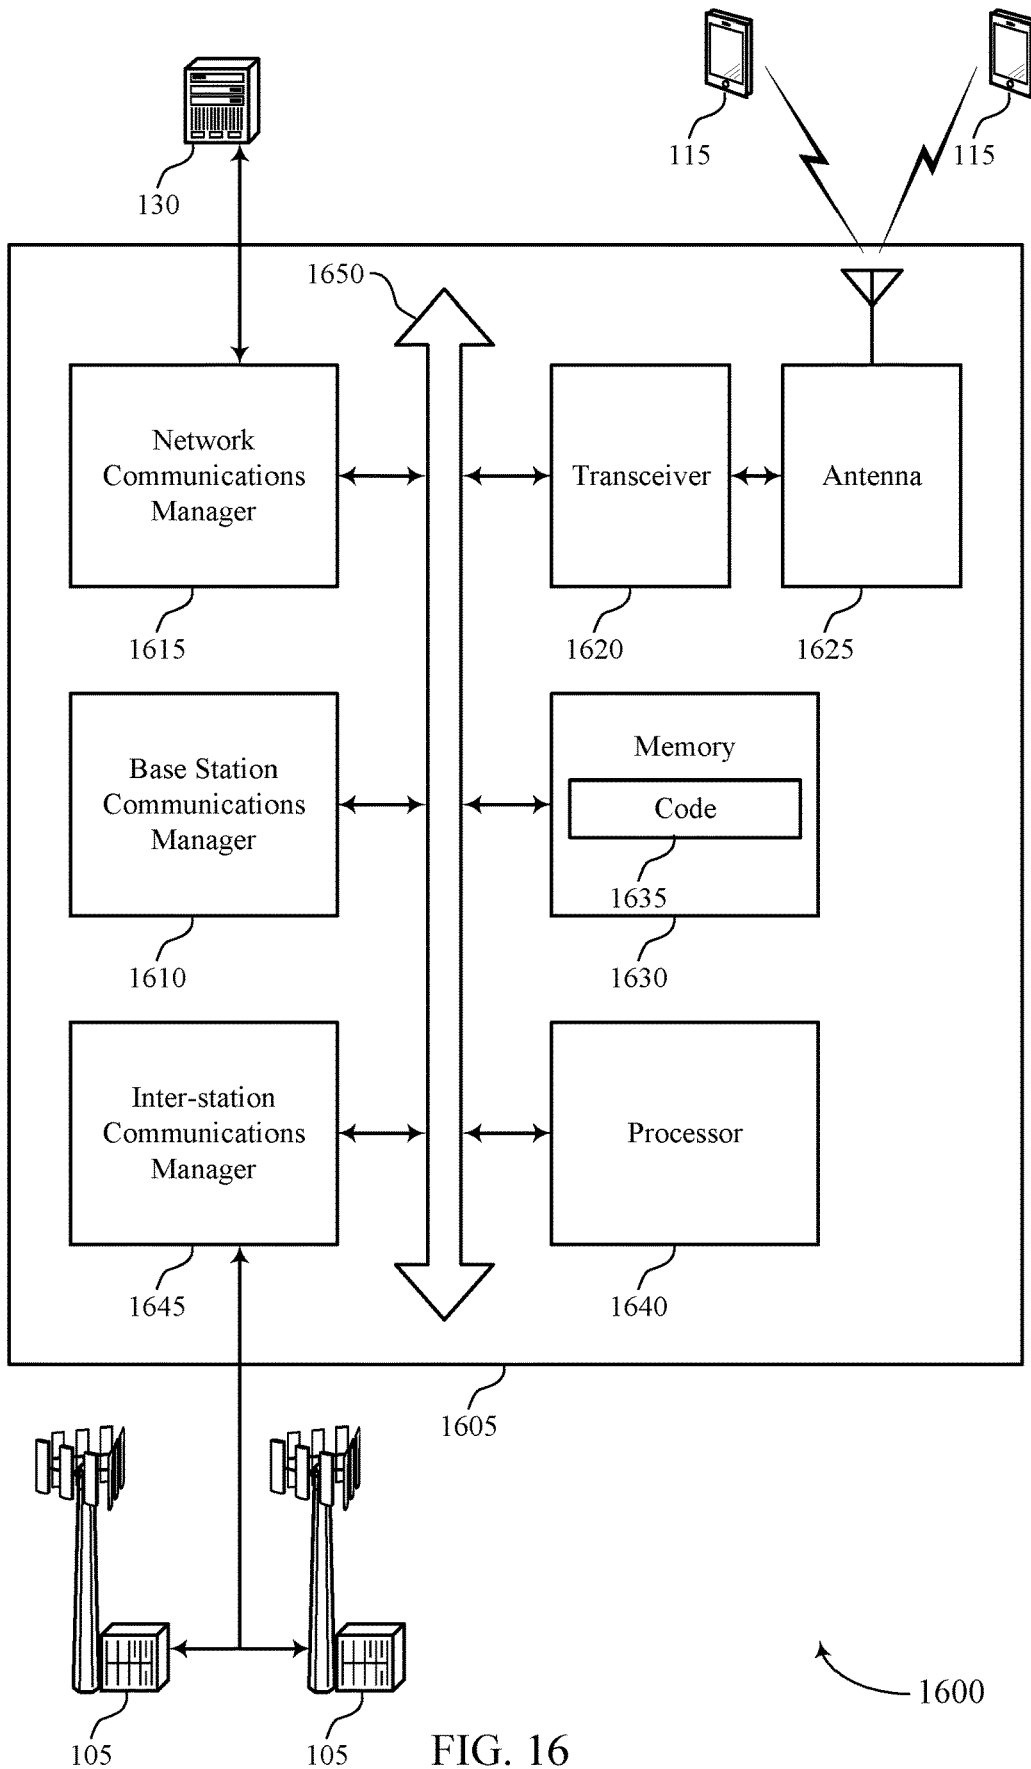 130
115
115
1650
Network
Communications
Manager
1615
Transceiver
1620
Antenna
1625
Base Station
Communications
Manager
1610
Memory
Code
1635
1630
Inter-station
Communications
Manager
1645
Processor
1640
1605
105
105
1600
FIG. 16